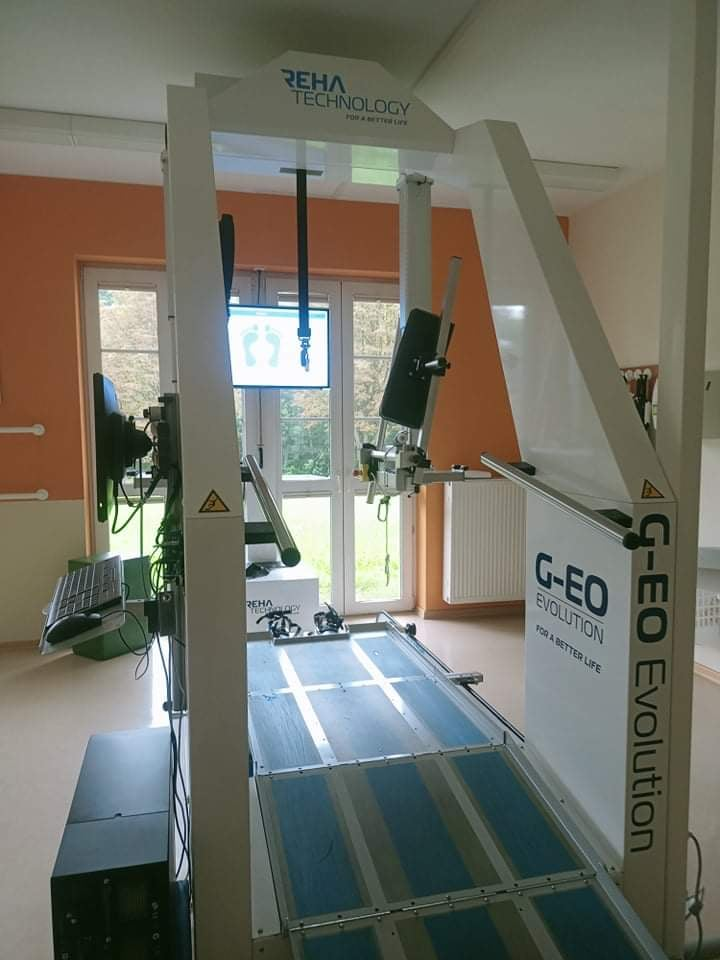 REHA
TECHNOLOGY
FOR A BETTER LIFE
G-EO
EVOLUTION
FOR A BETTER LIFE
G-EO Evolution
REHA
TECHNOLOGY